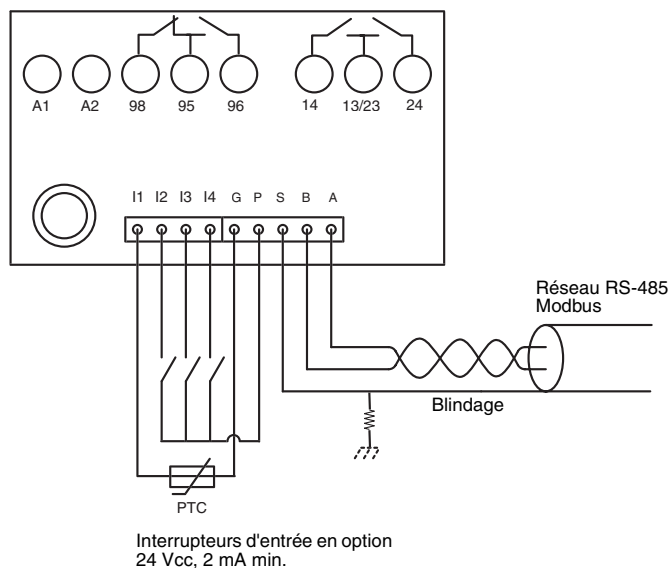 A1 A2 98 95 96 14 13/23 24
I1 I2 I3 I4 G P S B A
Réseau RS-485
Modbus
Blindage
PTC
Interrupteurs d'entrée en option
24 Vcc, 2 mA min.